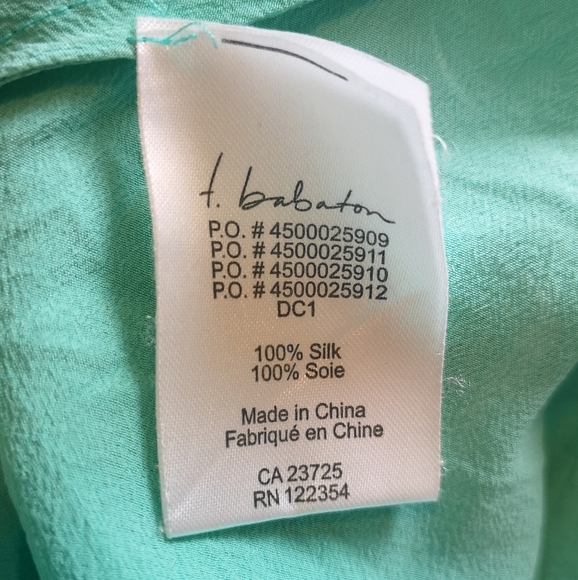 t. babaton
P.O. # 4500025909
P.O. # 4500025911
P.O. # 4500025910
P.O. # 4500025912
DC1
100% Silk
100% Soie
Made in China
Fabriqué en Chine
CA 23725
RN 122354